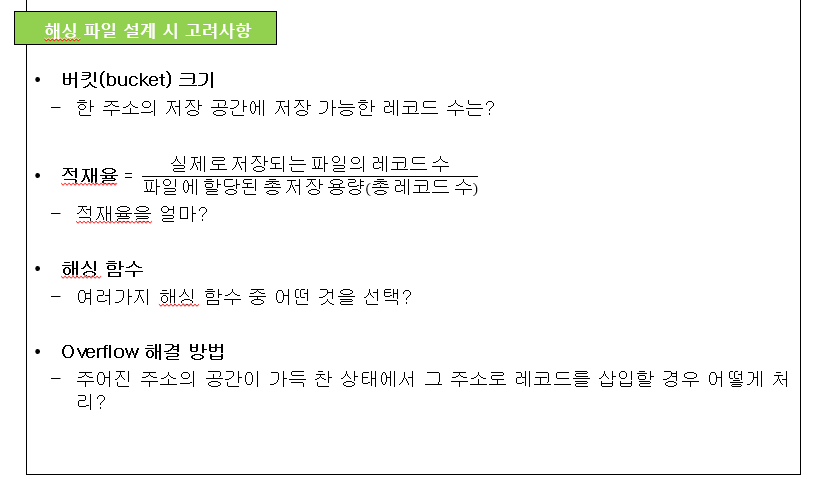 해싱 파일 설계 시 고려사항
• 버킷(bucket) 크기
– 한 주소의 저장 공간에 저장 가능한 레코드 수는?
• 적재율 = 실제로 저장되는 파일의 레코드 수
파일에 할당된 총 저장 용량(총 레코드 수)
– 적재율을 얼마?
• 해싱 함수
– 여러가지 해싱 함수 중 어떤 것을 선택?
• Overflow 해결 방법
– 주어진 주소의 공간이 가득 찬 상태에서 그 주소로 레코드를 삽입할 경우 어떻게 처
리?